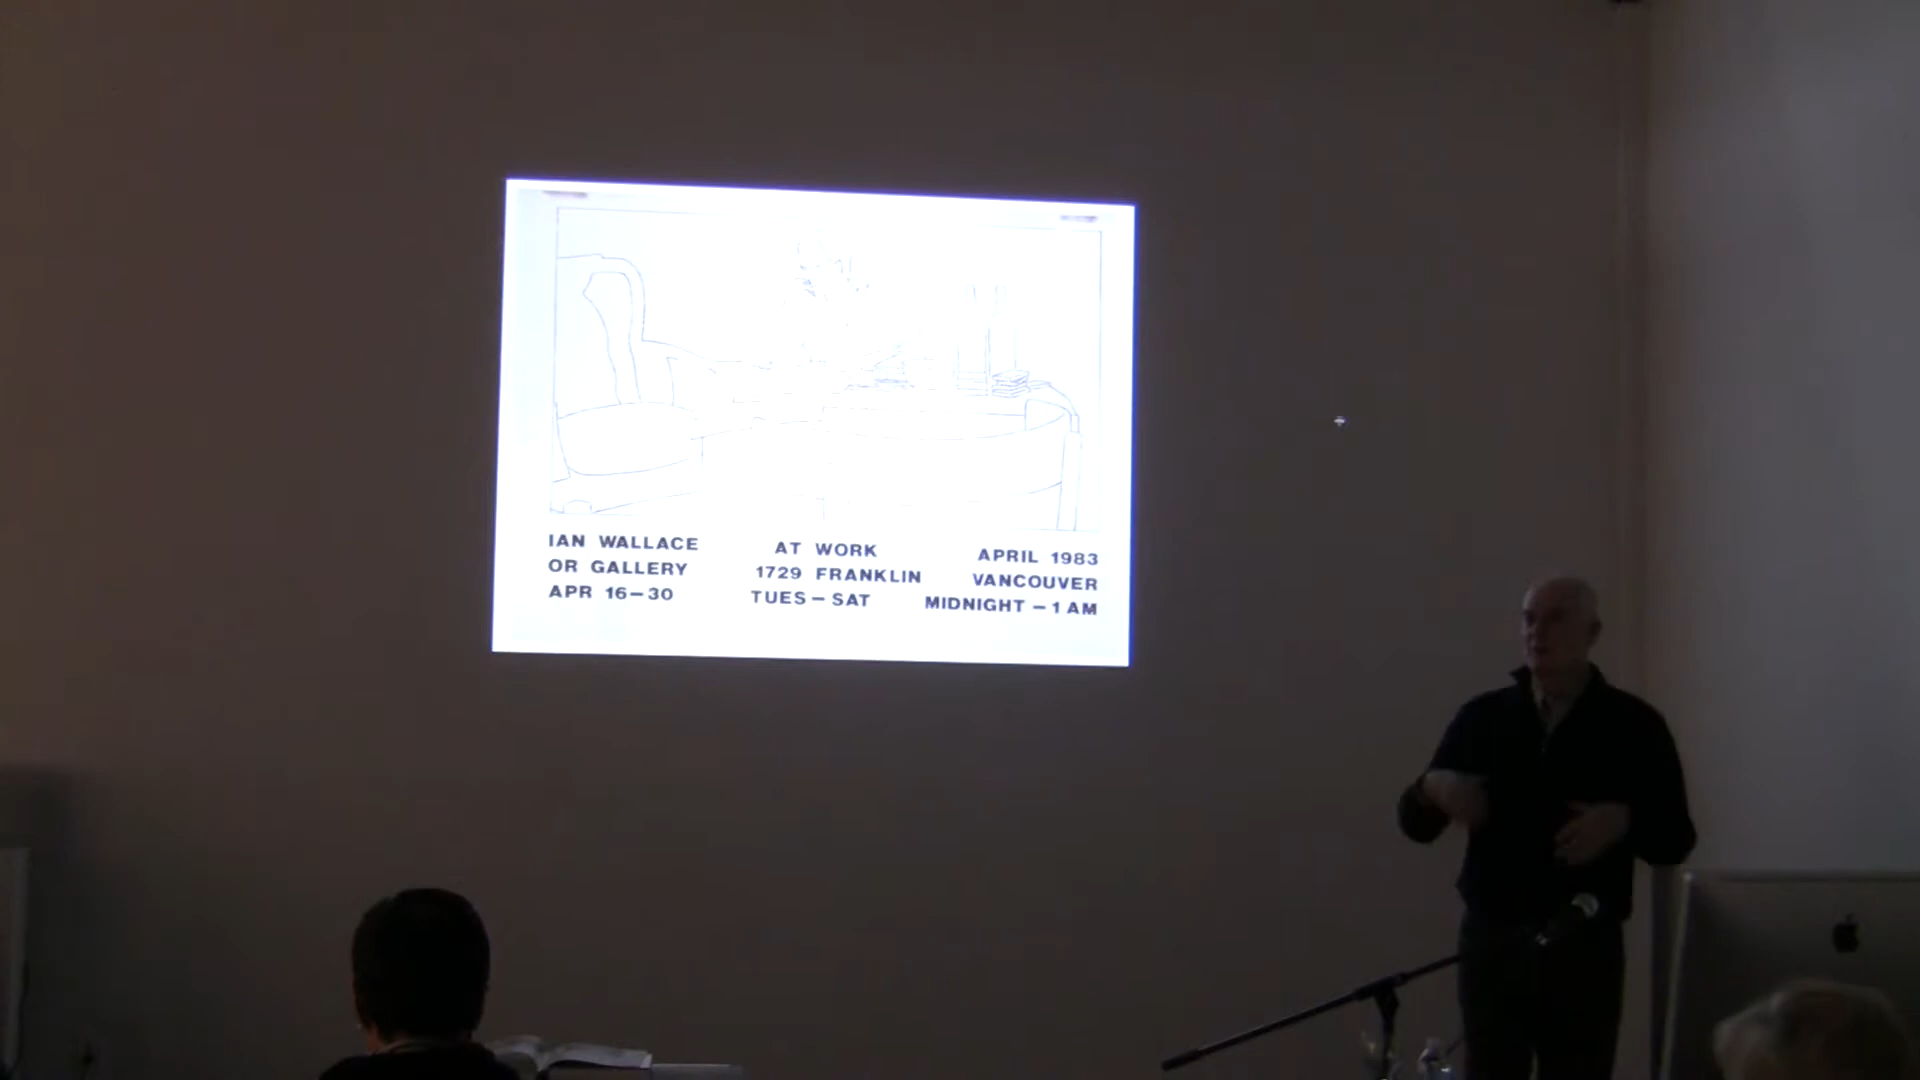 IAN WALLACE AT WORK APRIL 1983
OR GALLERY 1729 FRANKLIN VANCOUVER
APR 16–30 TUES – SAT MIDNIGHT – 1 AM